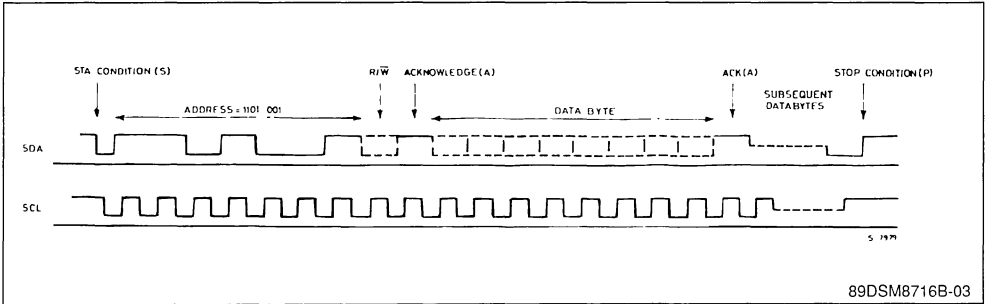 STA CONDITION (S)
R/W̅ ACKNOWLEDGE(A)
ACK(A)
STOP CONDITION(P)
ADDRESS = 1101 001
DATA BYTE
SUBSEQUENT
DATABYTES
SDA
SCL
S 7979
89DSM8716B-03